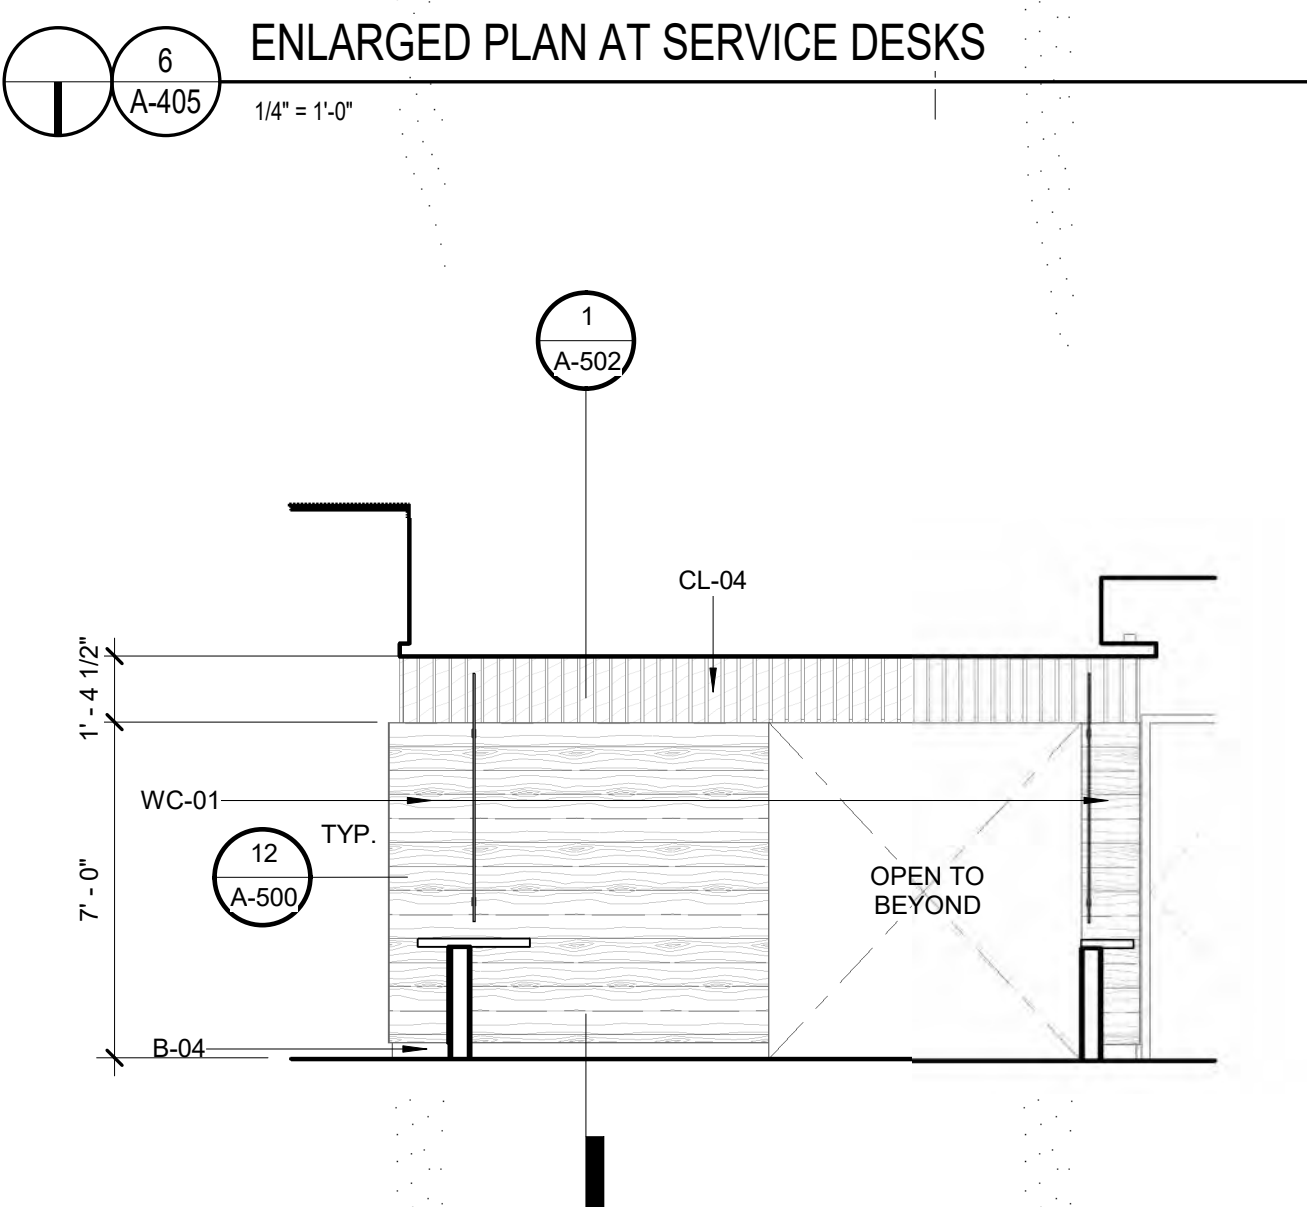 ENLARGED PLAN AT SERVICE DESKS
6
A-405
1/4" = 1'-0"
1
A-502
CL-04
1' - 4 1/2"
WC-01
TYP.
12
A-500
7' - 0"
OPEN TO
BEYOND
B-04